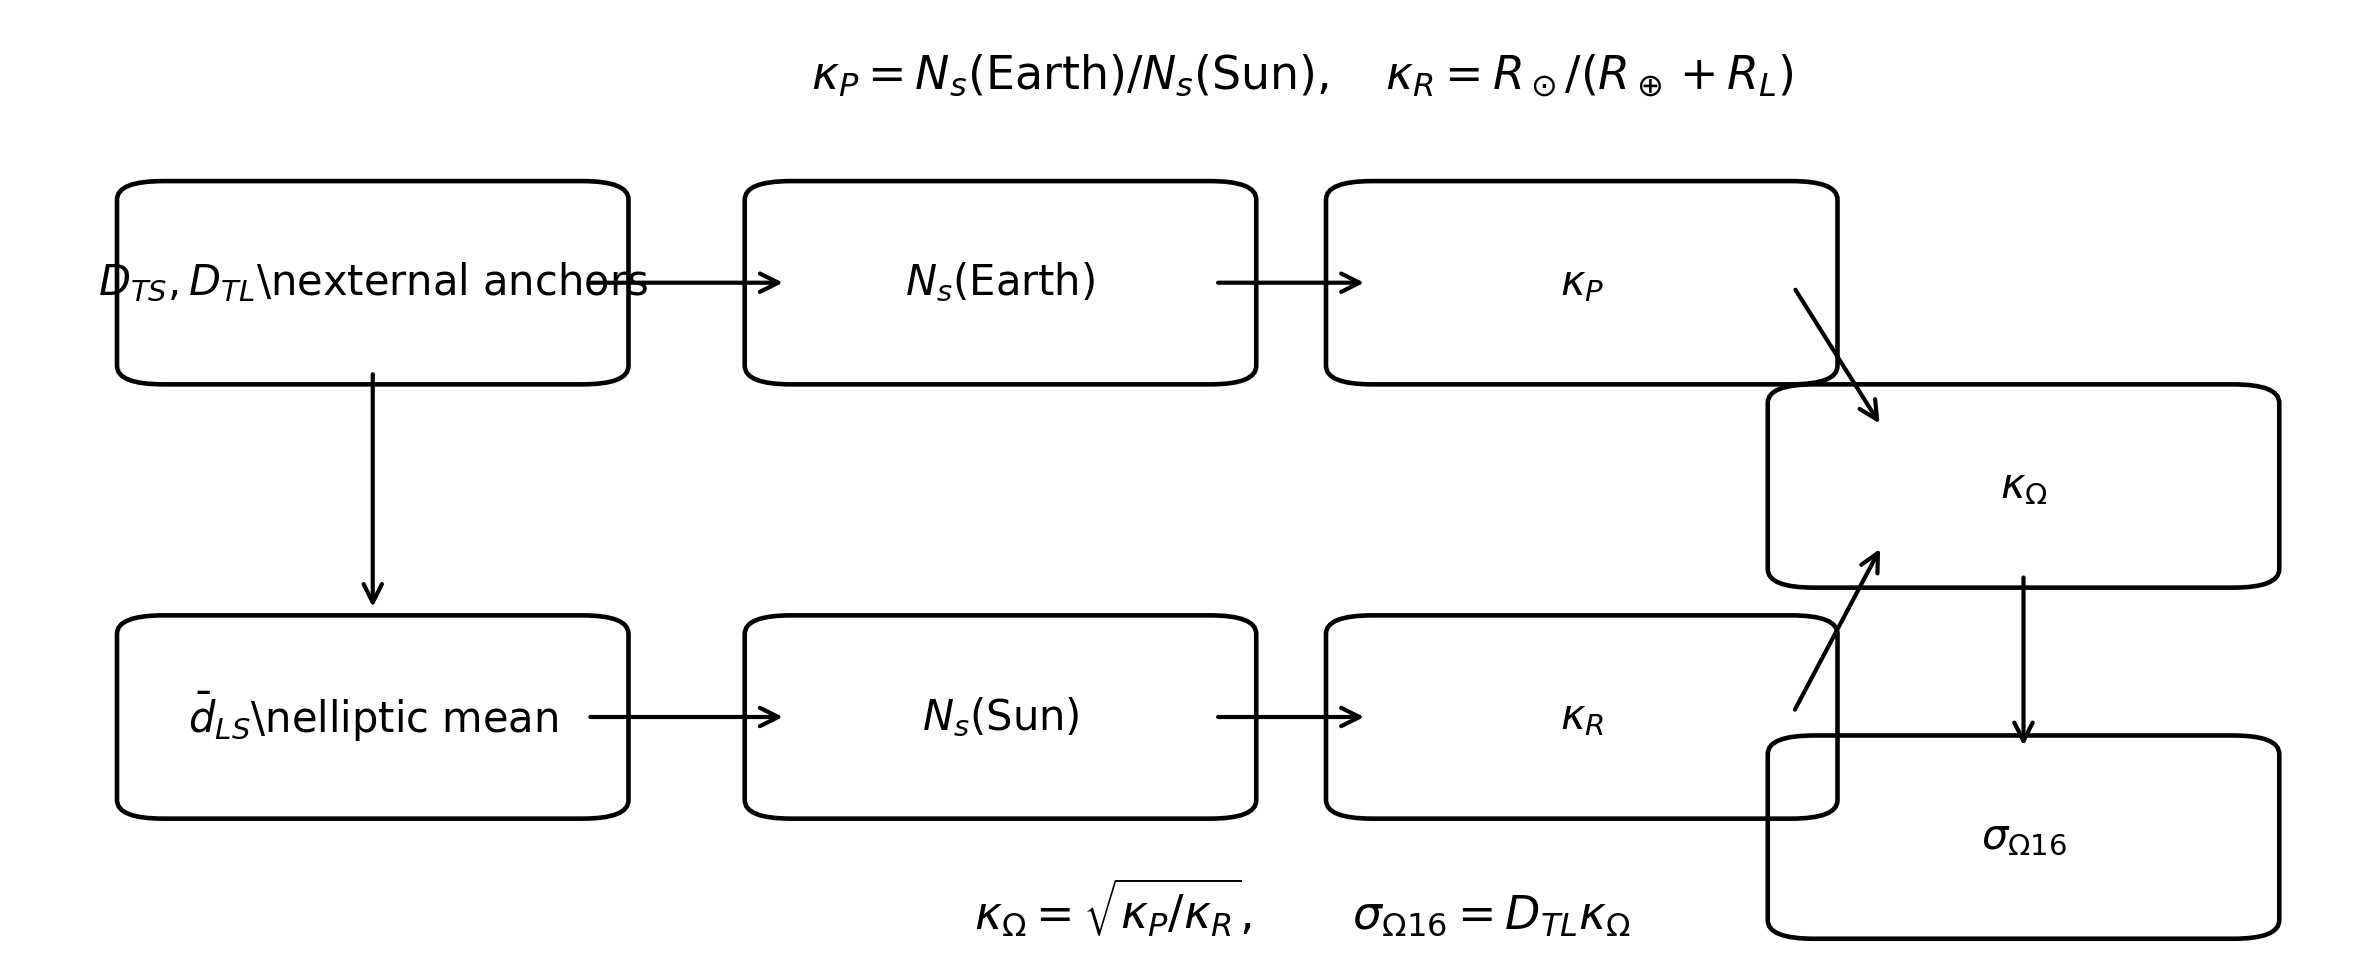 κ_P = N_s(Earth)/N_s(Sun), κ_R = R_⊙/(R_⊕ + R_L)
D_TS, D_TL\nexternal anchors
N_s(Earth)
κ_P
κ_Ω
d̄_LS\nelliptic mean
N_s(Sun)
κ_R
σ_Ω16
κ_Ω = √(κ_P/κ_R), σ_Ω16 = D_TL κ_Ω